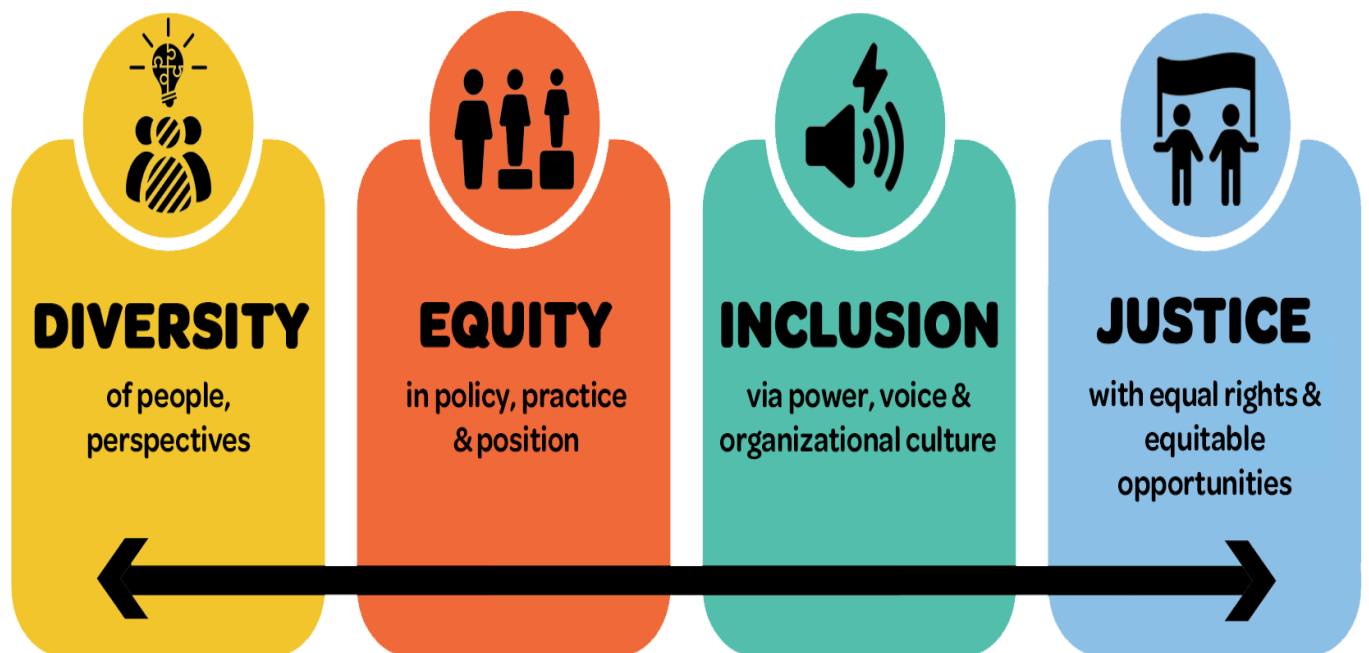 DIVERSITY
of people,
perspectives
EQUITY
in policy, practice
& position
INCLUSION
via power, voice &
organizational culture
JUSTICE
with equal rights &
equitable
opportunities